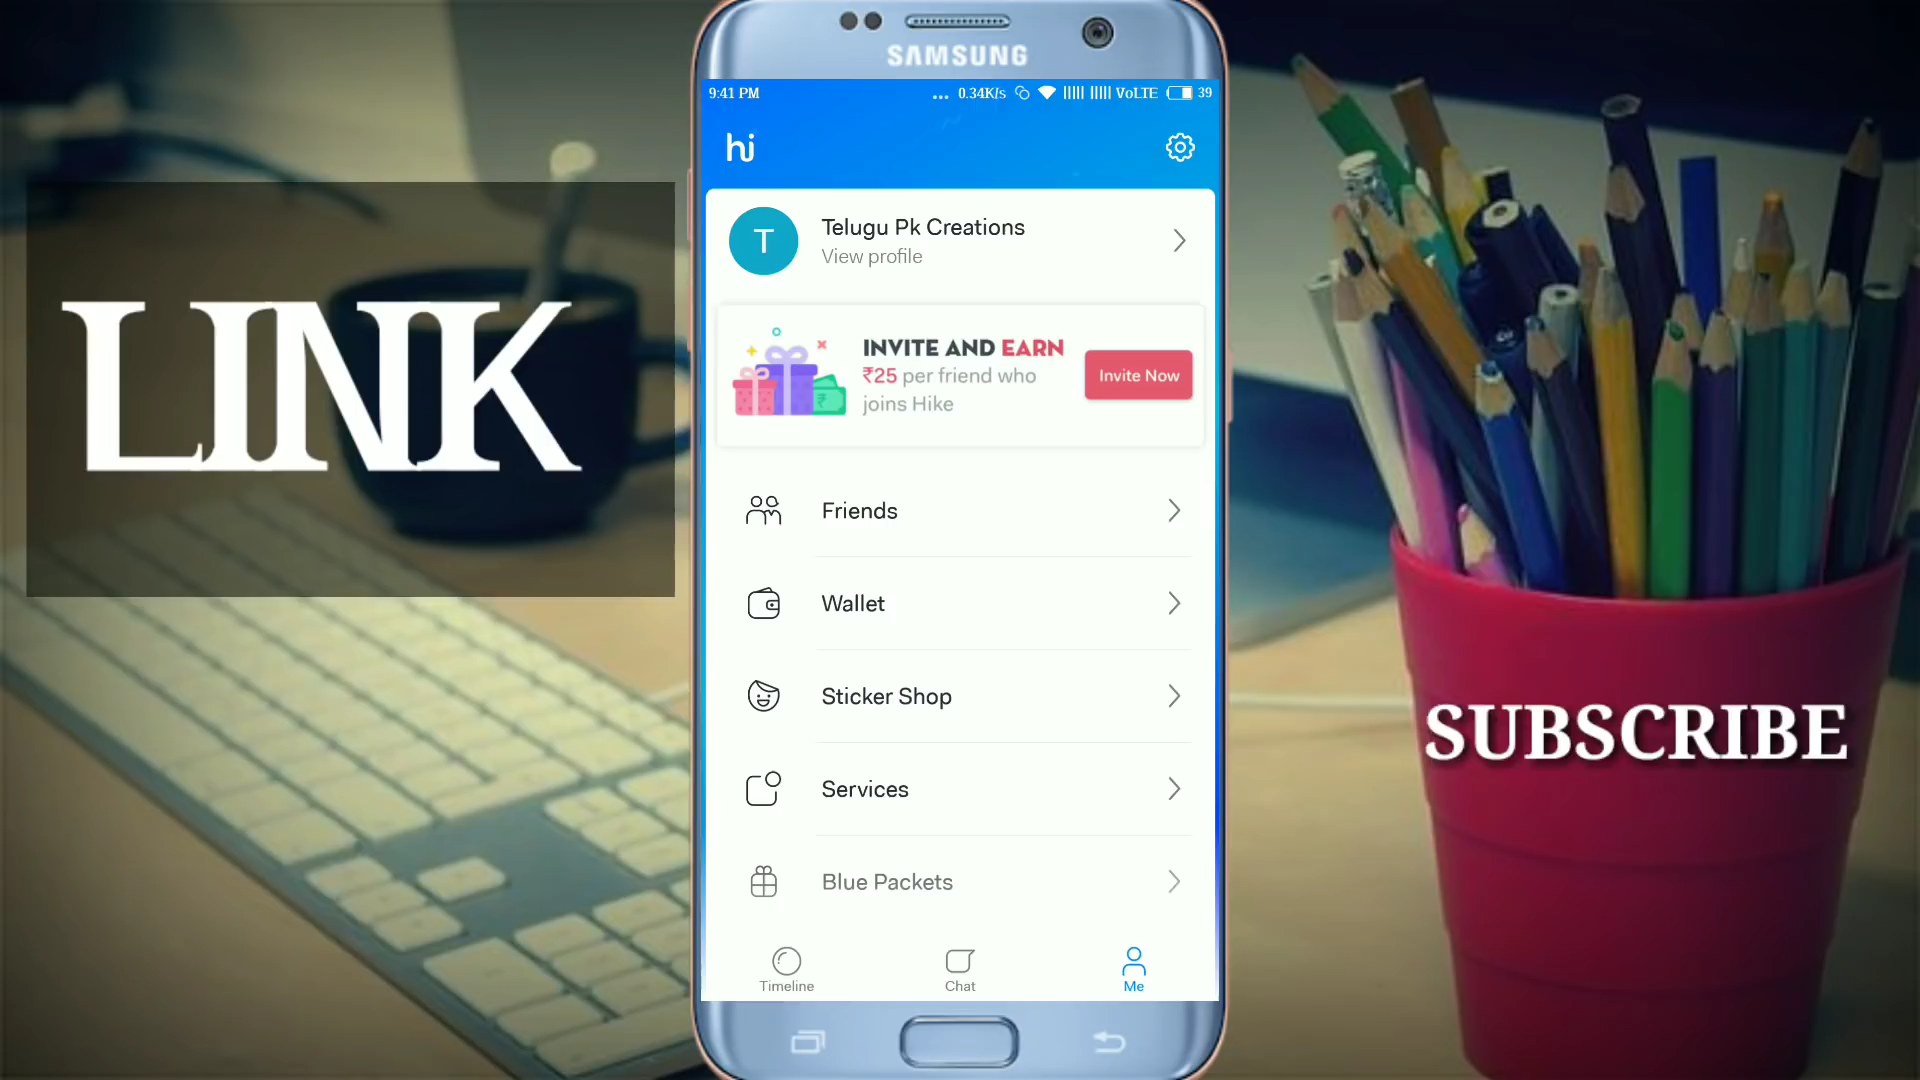 SAMSUNG
9:41 PM
... 0.34K/s VoLTE 39
hi
T
Telugu Pk Creations
View profile
INVITE AND EARN
₹25 per friend who
joins Hike
Invite Now
Friends
Wallet
Sticker Shop
Services
Blue Packets
Timeline
Chat
Me
LINK
SUBSCRIBE